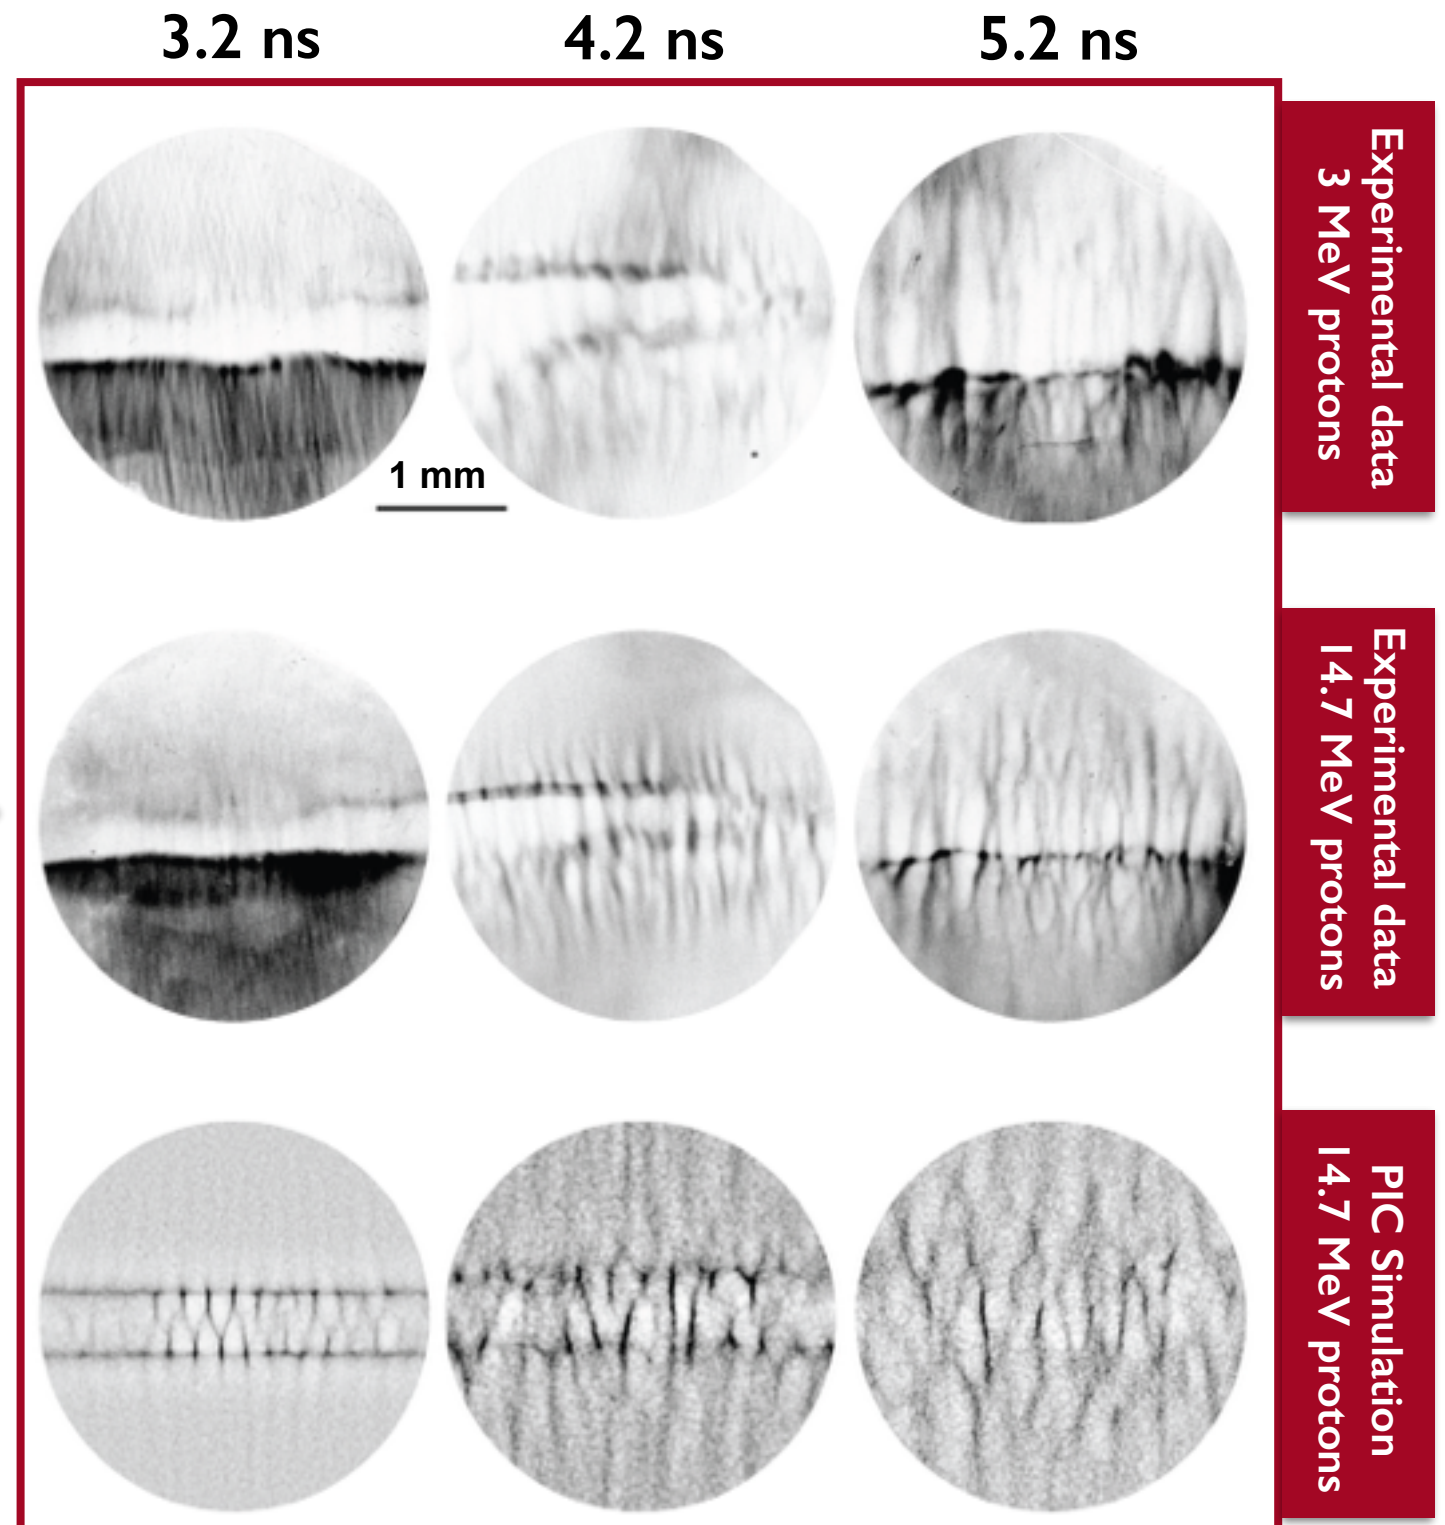 3.2 ns
4.2 ns
5.2 ns
1 mm
Experimental data
3 MeV protons
Experimental data
14.7 MeV protons
PIC Simulation
14.7 MeV protons